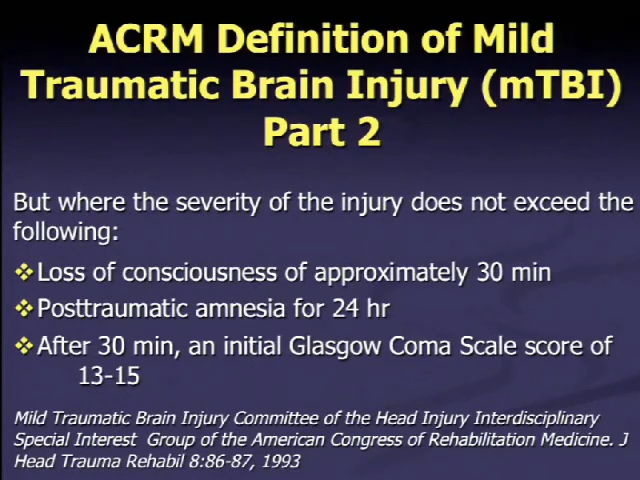 ACRM Definition of Mild
Traumatic Brain Injury (mTBI)
Part 2
But where the severity of the injury does not exceed the
following:
❖Loss of consciousness of approximately 30 min
❖Posttraumatic amnesia for 24 hr
❖After 30 min, an initial Glasgow Coma Scale score of
13-15
Mild Traumatic Brain Injury Committee of the Head Injury Interdisciplinary
Special Interest Group of the American Congress of Rehabilitation Medicine. J
Head Trauma Rehabil 8:86-87, 1993